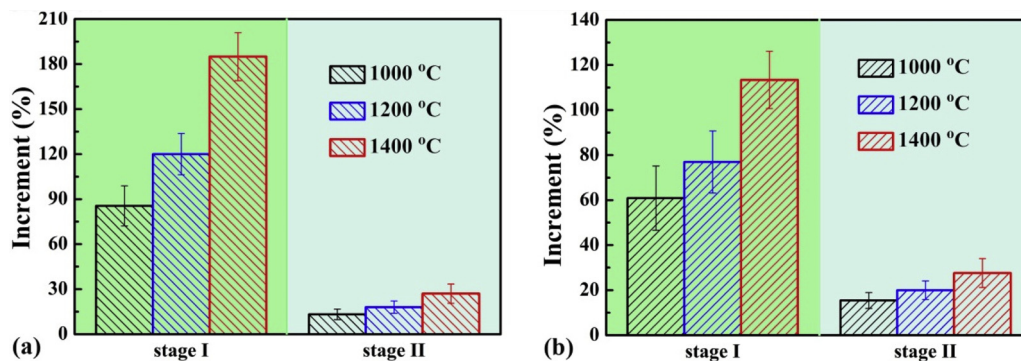 210
180
150
120
90
60
30
0
Increment (%)
1000 °C
1200 °C
1400 °C
stage I
stage II
(a)
140
120
100
80
60
40
20
0
Increment (%)
1000 °C
1200 °C
1400 °C
stage I
stage II
(b)